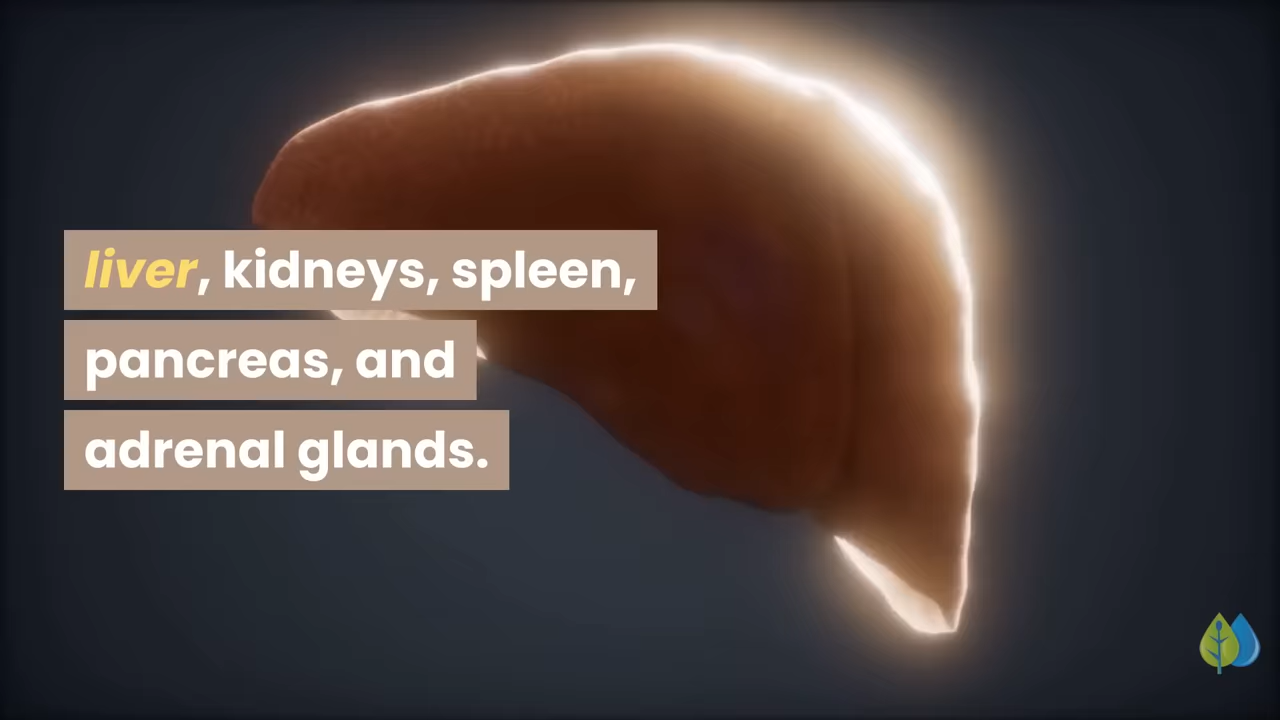 liver, kidneys, spleen,
pancreas, and
adrenal glands.